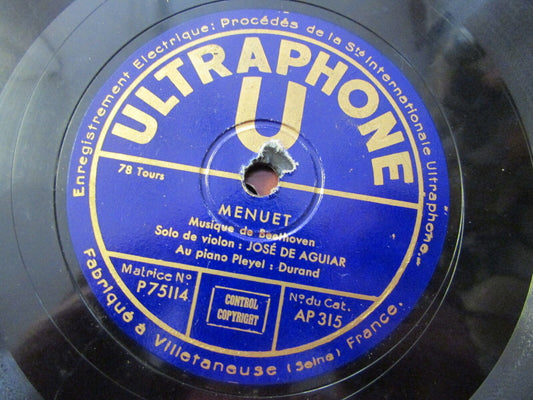 Enregistrement Electrique: Procédés de la Sté Internationale Ultraphone.
ULTRAPHONE
U
78 Tours
MENUET
Musique de Beethoven
Solo de violon : JOSÉ DE AGUIAR
Au piano Pleyel : Durand
Matrice No
P 75114
CONTROL
COPYRIGHT
No du Cat.
AP 315
Fabriqué à Villetaneuse (Seine) France.